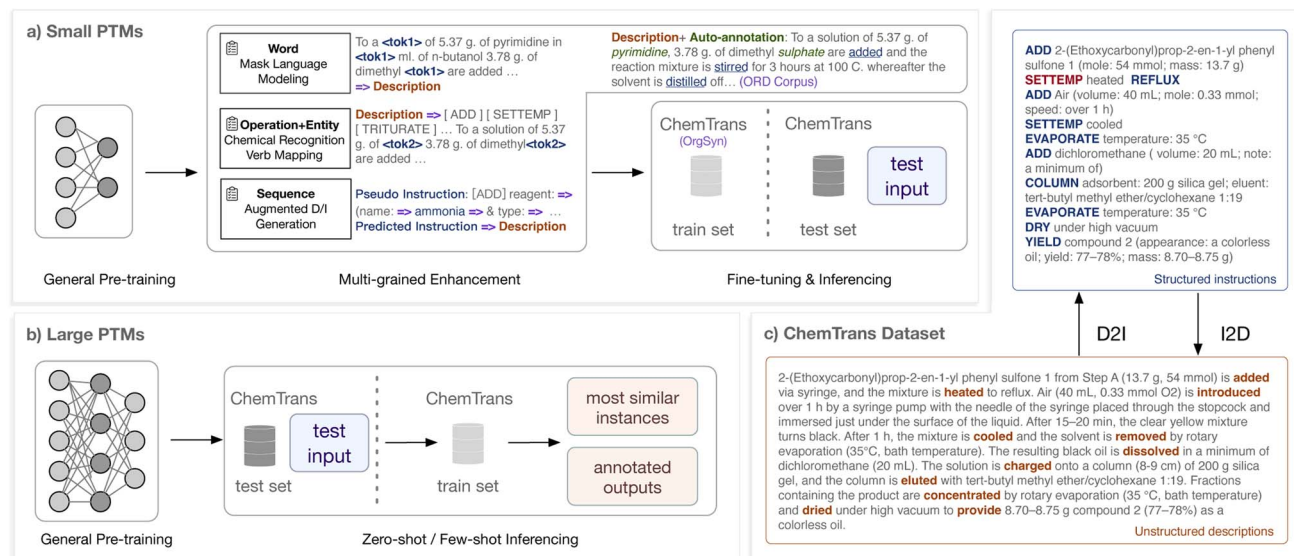 a) Small PTMs
Word
Mask Language
Modeling
To a <tok1> of 5.37 g. of pyrimidine in
<tok1> ml. of n-butanol 3.78 g. of
dimethyl <tok1> are added …
=> Description
Operation+Entity
Chemical Recognition
Verb Mapping
Description => [ ADD ] [ SETTEMP ]
[ TRITURATE ] … To a solution of 5.37
g. of <tok2> 3.78 g. of dimethyl<tok2>
are added …
Sequence
Augmented D/I
Generation
Pseudo Instruction: [ADD] reagent: =>
(name: => ammonia => & type: => …
Predicted Instruction => Description
Description+ Auto-annotation: To a solution of 5.37 g. of
pyrimidine, 3.78 g. of dimethyl sulphate are added and the
reaction mixture is stirred for 3 hours at 100 C. whereafter the
solvent is distilled off… (ORD Corpus)
ChemTrans
(OrgSyn)
train set
ChemTrans
test set
test
input
General Pre-training
Multi-grained Enhancement
Fine-tuning & Inferencing
b) Large PTMs
ChemTrans
test set
test
input
ChemTrans
train set
most similar
instances
annotated
outputs
General Pre-training
Zero-shot / Few-shot Inferencing
ADD 2-(Ethoxycarbonyl)prop-2-en-1-yl phenyl
sulfone 1 (mole: 54 mmol; mass: 13.7 g)
SETTEMP heated REFLUX
ADD Air (volume: 40 mL; mole: 0.33 mmol;
speed: over 1 h)
SETTEMP cooled
EVAPORATE temperature: 35 °C
ADD dichloromethane ( volume: 20 mL; note:
a minimum of)
COLUMN adsorbent: 200 g silica gel; eluent:
tert-butyl methyl ether/cyclohexane 1:19
EVAPORATE temperature: 35 °C
DRY under high vacuum
YIELD compound 2 (appearance: a colorless
oil; yield: 77–78%; mass: 8.70–8.75 g)
Structured instructions
c) ChemTrans Dataset
D2I
I2D
2-(Ethoxycarbonyl)prop-2-en-1-yl phenyl sulfone 1 from Step A (13.7 g, 54 mmol) is added
via syringe, and the mixture is heated to reflux. Air (40 mL, 0.33 mmol O2) is introduced
over 1 h by a syringe pump with the needle of the syringe placed through the stopcock and
immersed just under the surface of the liquid. After 15–20 min, the clear yellow mixture
turns black. After 1 h, the mixture is cooled and the solvent is removed by rotary
evaporation (35°C, bath temperature). The resulting black oil is dissolved in a minimum of
dichloromethane (20 mL). The solution is charged onto a column (8-9 cm) of 200 g silica
gel, and the column is eluted with tert-butyl methyl ether/cyclohexane 1:19. Fractions
containing the product are concentrated by rotary evaporation (35 °C, bath temperature)
and dried under high vacuum to provide 8.70–8.75 g compound 2 (77–78%) as a
colorless oil.
Unstructured descriptions